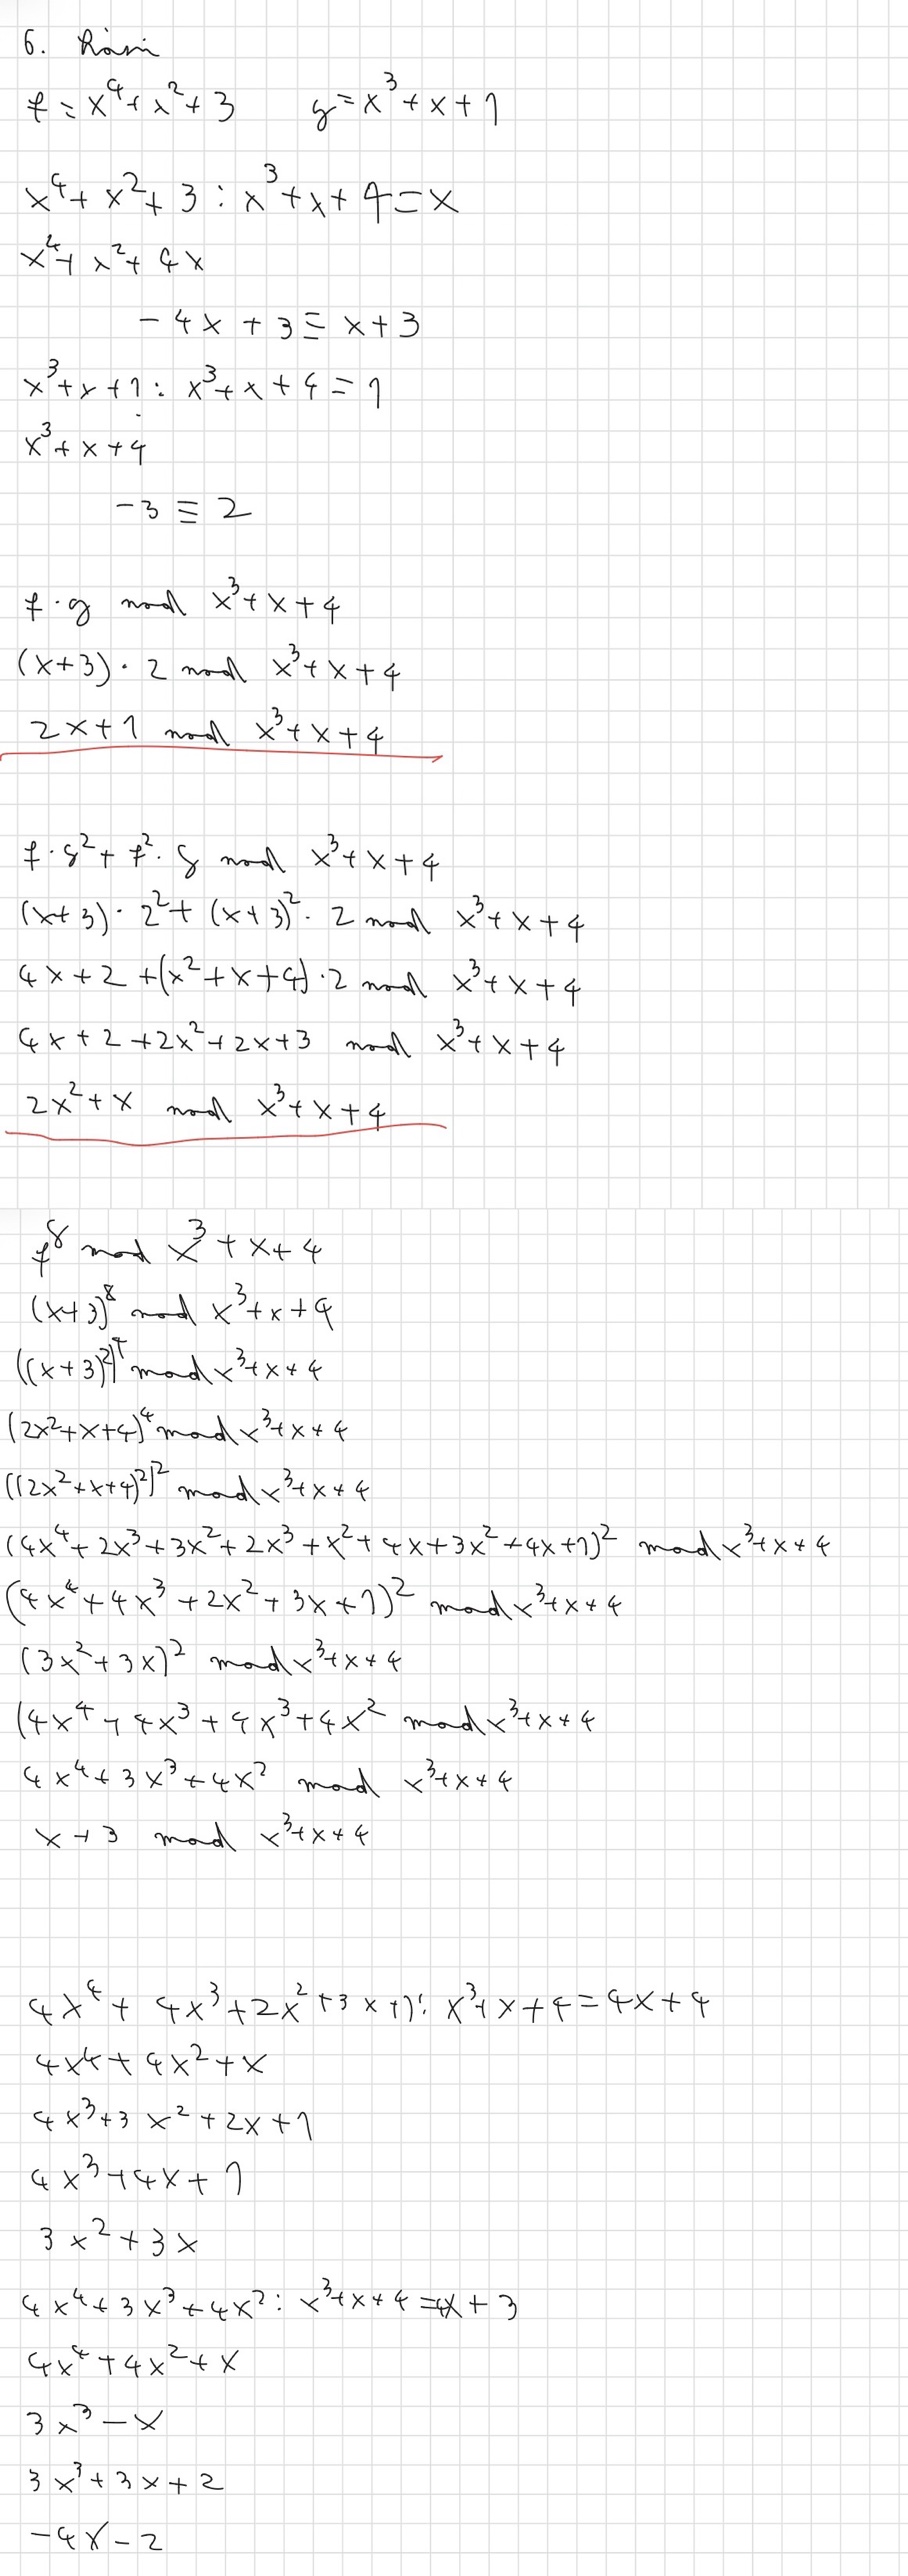 6.
f = x⁴ + x² + 3 g = x³ + x + 1
x⁴ + x² + 3 : x³ + x + 4 = x
x⁴ + x² + 4x
- 4x + 3 ≡ x + 3
x³ + x + 1 : x³ + x + 4 = 1
x³ + x + 4
-3 ≡ 2
f · g mod x³ + x + 4
(x+3) · 2 mod x³ + x + 4
2x + 1 mod x³ + x + 4
f · g² + f² · g mod x³ + x + 4
(x+3) · 2² + (x+3)² · 2 mod x³ + x + 4
4x + 2 + (x² + x + 4) · 2 mod x³ + x + 4
4x + 2 + 2x² + 2x + 3 mod x³ + x + 4
2x² + x mod x³ + x + 4
f⁸ mod x³ + x + 4
(x+3)⁸ mod x³ + x + 4
((x+3)²)⁴ mod x³ + x + 4
(2x² + x + 4)⁴ mod x³ + x + 4
((2x² + x + 4)²)² mod x³ + x + 4
(4x⁴ + 2x³ + 3x² + 2x³ + x² + 4x + 3x² + 4x + 1)² mod x³ + x + 4
(4x⁴ + 4x³ + 2x² + 3x + 1)² mod x³ + x + 4
(3x² + 3x)² mod x³ + x + 4
(4x⁴ + 4x³ + 4x³ + 4x² mod x³ + x + 4
4x⁴ + 3x³ + 4x² mod x³ + x + 4
x + 3 mod x³ + x + 4
4x⁴ + 4x³ + 2x² + 3x + 1) : x³ + x + 4 = 4x + 4
4x⁴ + 4x² + x
4x³ + 3x² + 2x + 1
4x³ + 4x + 1
3x² + 3x
4x⁴ + 3x³ + 4x² : x³ + x + 4 = 4x + 3
4x⁴ + 4x² + x
3x³ - x
3x³ + 3x + 2
-4x - 2